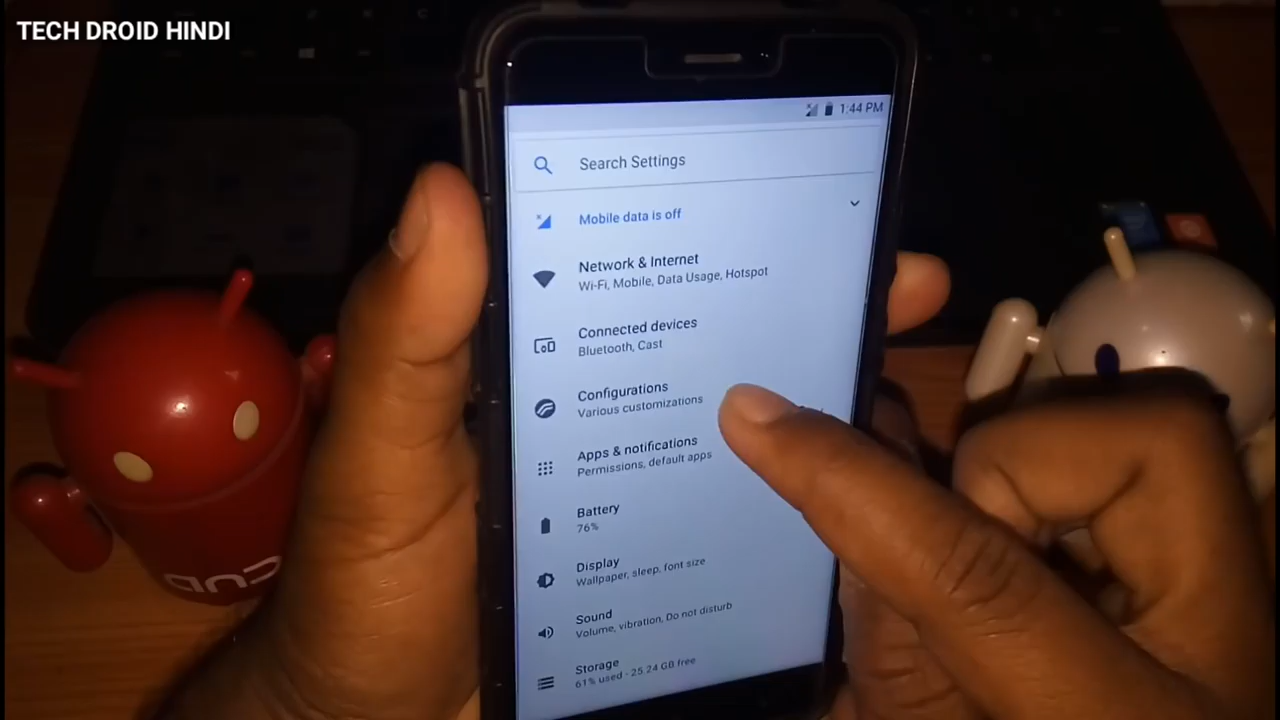 TECH DROID HINDI
1:44 PM
Search Settings
Mobile data is off
Network & Internet
Wi-Fi, Mobile, Data Usage, Hotspot
Connected devices
Bluetooth, Cast
Configurations
Various customizations
Apps & notifications
Permissions, default apps
Battery
76%
Display
Wallpaper, sleep, font size
Sound
Volume, vibration, Do not disturb
Storage
61% used - 25.24 GB free